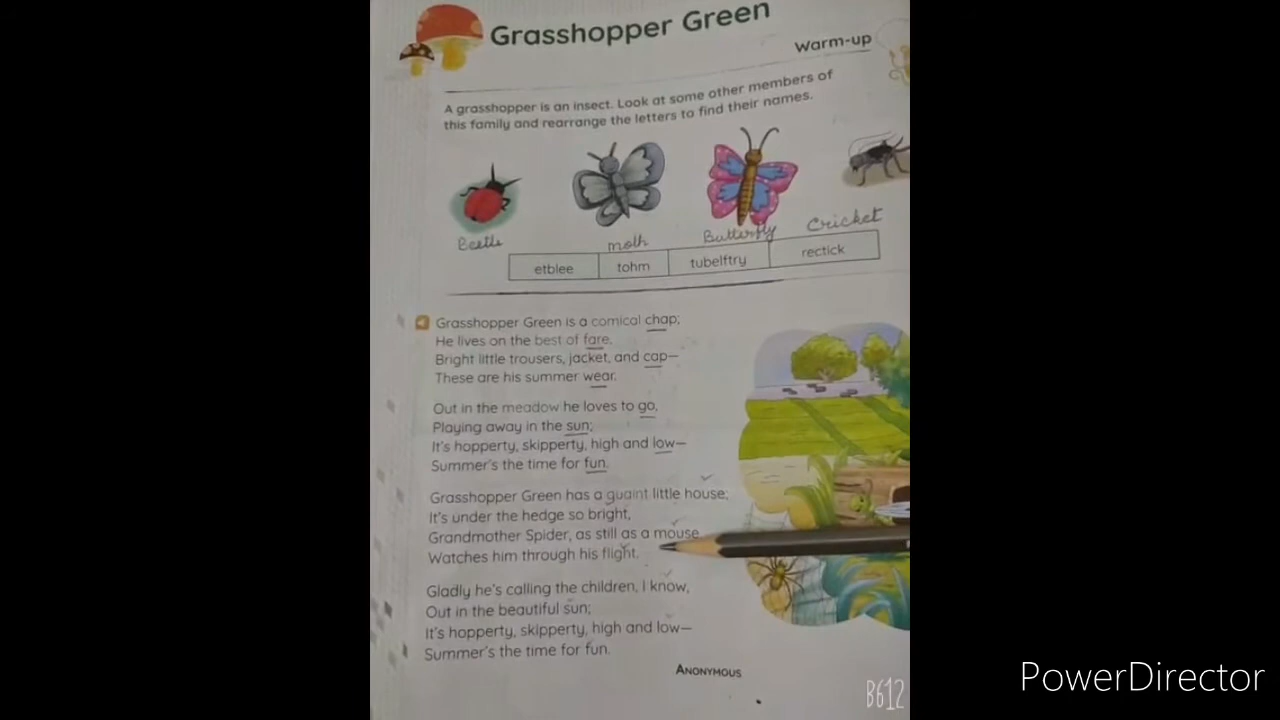 Grasshopper Green
Warm-up
A grasshopper is an insect. Look at some other members of
this family and rearrange the letters to find their names.
Beetle moth Butterfly Cricket
etblee tohm tubelftry rectick
Grasshopper Green is a comical chap;
He lives on the best of fare.
Bright little trousers, jacket, and cap—
These are his summer wear.
Out in the meadow he loves to go,
Playing away in the sun;
It's hopperty, skipperty, high and low—
Summer's the time for fun.
Grasshopper Green has a quaint little house;
It's under the hedge so bright,
Grandmother Spider, as still as a mouse
Watches him through his flight.
Gladly he's calling the children, I know,
Out in the beautiful sun;
It's hopperty, skipperty, high and low—
Summer's the time for fun.
ANONYMOUS
PowerDirector
B612